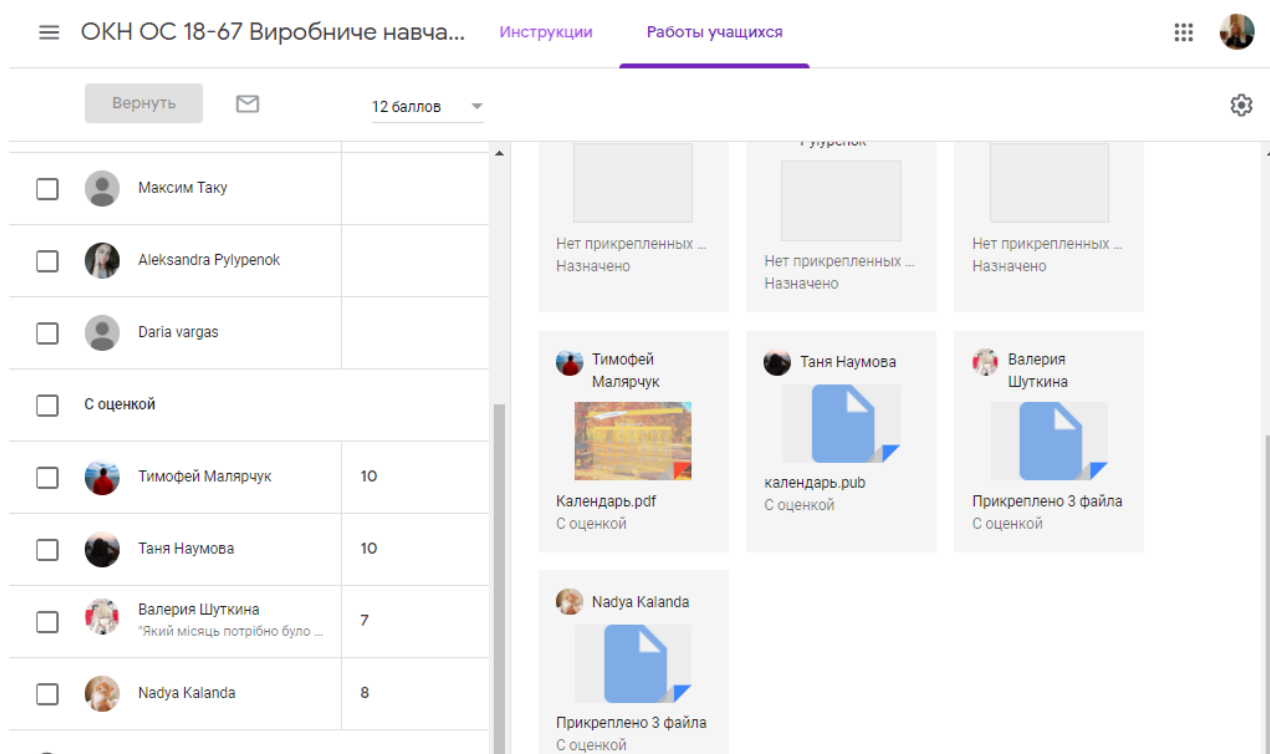 ОКН ОС 18-67 Виробниче навча...
Инструкции
Работы учащихся
Вернуть
12 баллов
Максим Таку
Aleksandra Pylypenok
Daria vargas
С оценкой
Тимофей Малярчук
10
Таня Наумова
10
Валерия Шуткина
"Який місяць потрібно було ...
7
Nadya Kalanda
8
Pylypenok
Нет прикрепленных ...
Назначено
Нет прикрепленных ...
Назначено
Нет прикрепленных ...
Назначено
Тимофей
Малярчук
Календарь.pdf
С оценкой
Таня Наумова
календарь.pub
С оценкой
Валерия
Шуткина
Прикреплено 3 файла
С оценкой
Nadya Kalanda
Прикреплено 3 файла
С оценкой